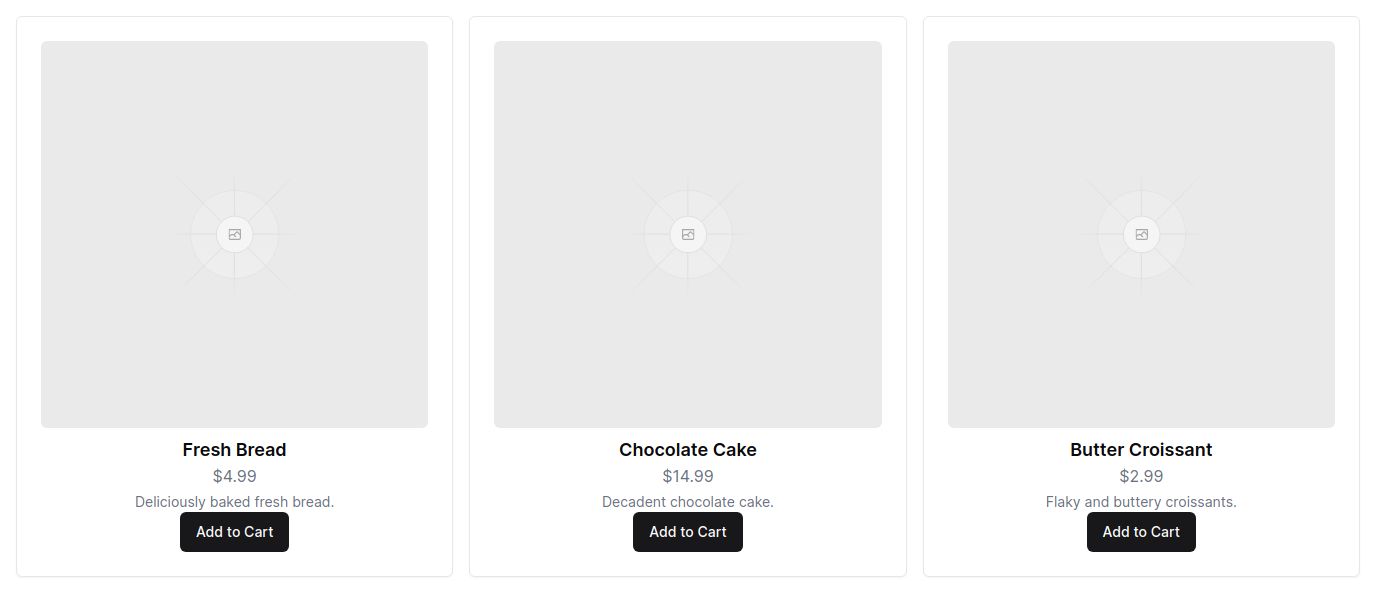 Fresh Bread
$4.99
Deliciously baked fresh bread.
Add to Cart
Chocolate Cake
$14.99
Decadent chocolate cake.
Add to Cart
Butter Croissant
$2.99
Flaky and buttery croissants.
Add to Cart